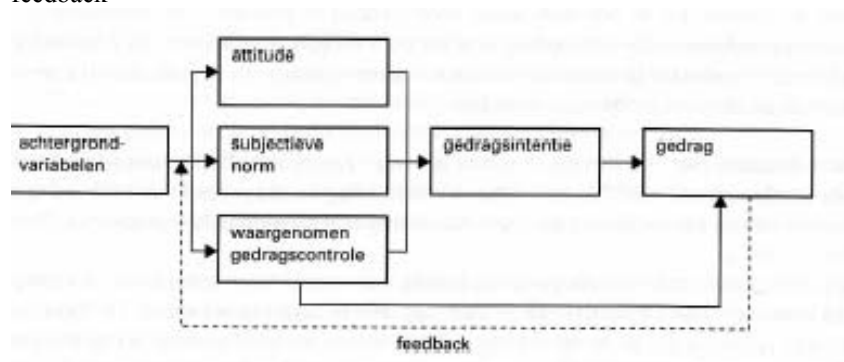 feedback
attitude
achtergrond-
variabelen
subjectieve
norm
gedragsintentie
gedrag
waargenomen
gedragscontrole
feedback